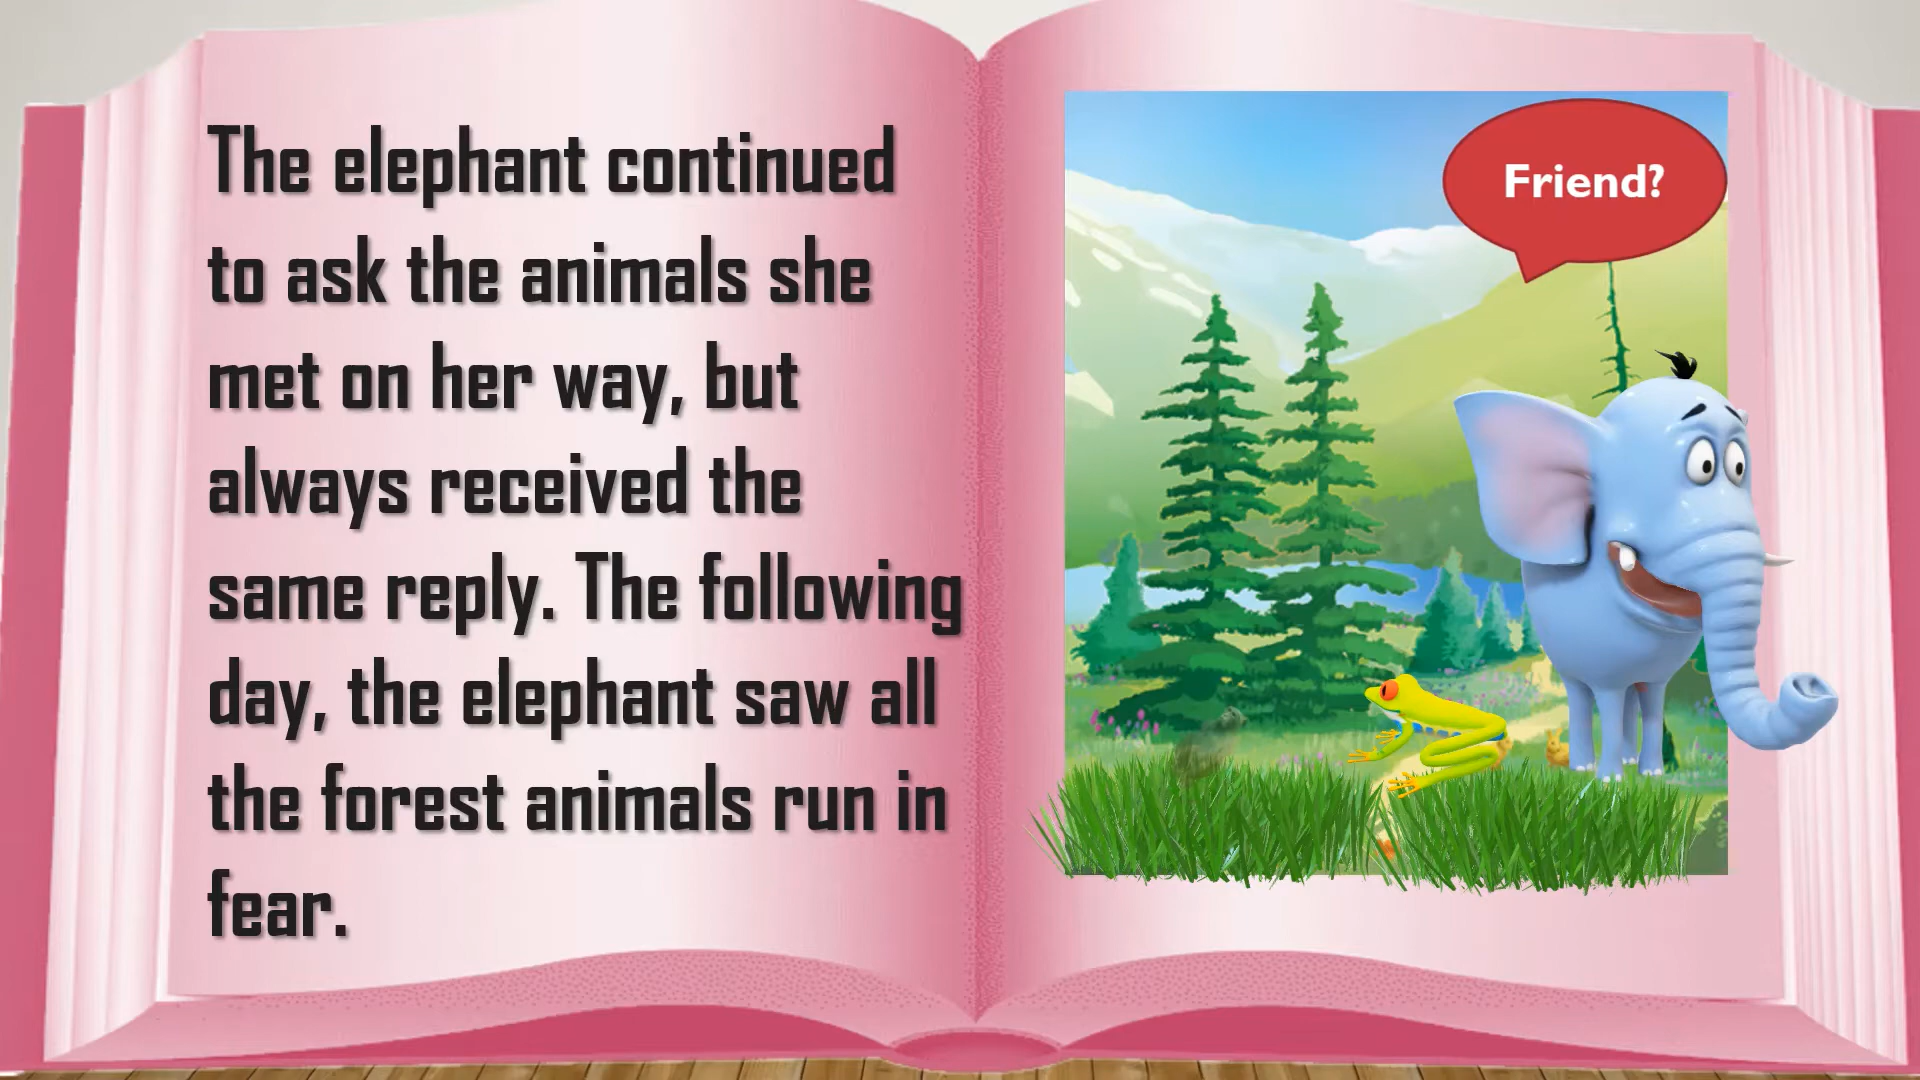 The elephant continued
to ask the animals she
met on her way, but
always received the
same reply. The following
day, the elephant saw all
the forest animals run in
fear.
Friend?